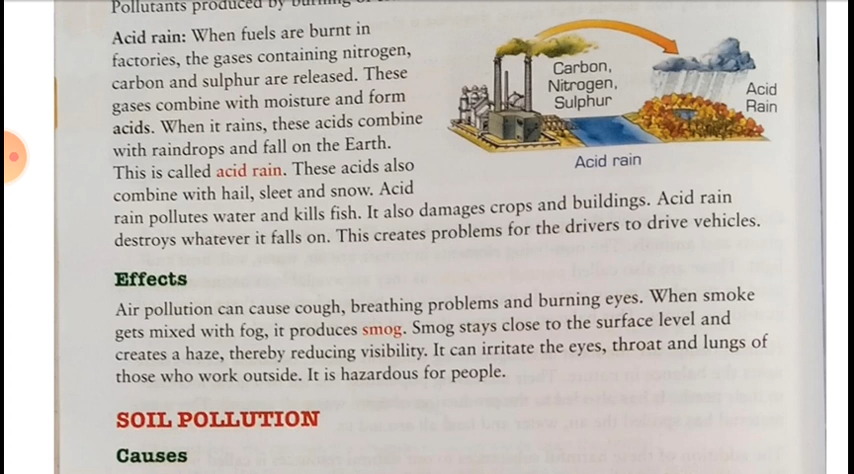 Pollutants produced by burning of
Acid rain: When fuels are burnt in
factories, the gases containing nitrogen,
carbon and sulphur are released. These
gases combine with moisture and form
acids. When it rains, these acids combine
with raindrops and fall on the Earth.
This is called acid rain. These acids also
combine with hail, sleet and snow. Acid
rain pollutes water and kills fish. It also damages crops and buildings. Acid rain
destroys whatever it falls on. This creates problems for the drivers to drive vehicles.
Carbon,
Nitrogen,
Sulphur
Acid
Rain
Acid rain
Effects
Air pollution can cause cough, breathing problems and burning eyes. When smoke
gets mixed with fog, it produces smog. Smog stays close to the surface level and
creates a haze, thereby reducing visibility. It can irritate the eyes, throat and lungs of
those who work outside. It is hazardous for people.
SOIL POLLUTION
Causes